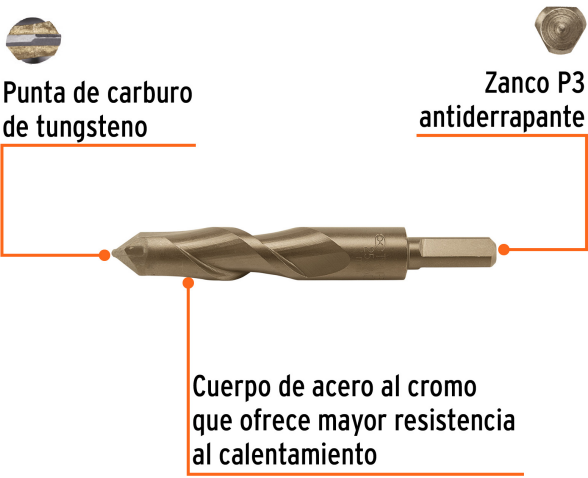 Punta de carburo
de tungsteno
Zanco P3
antiderrapante
Cuerpo de acero al cromo
que ofrece mayor resistencia
al calentamiento